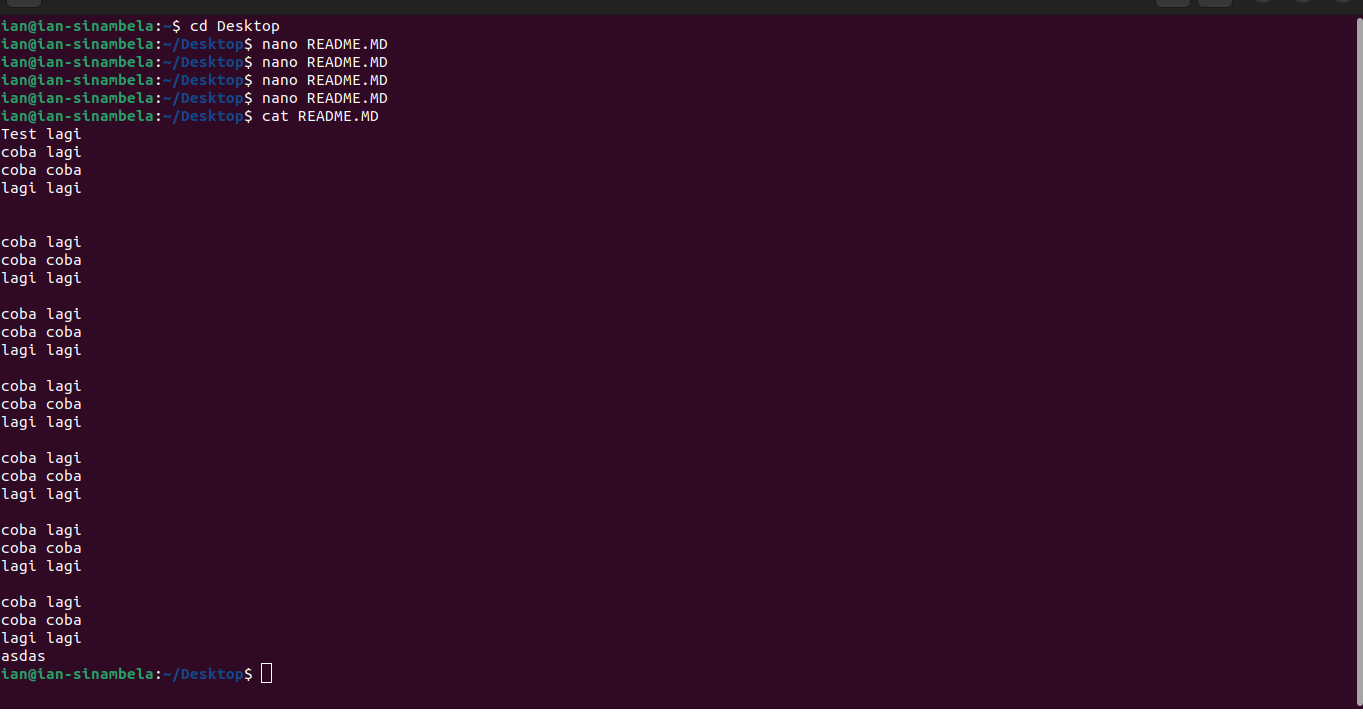 ian@ian-sinambela:~$ cd Desktop
ian@ian-sinambela:~/Desktop$ nano README.MD
ian@ian-sinambela:~/Desktop$ nano README.MD
ian@ian-sinambela:~/Desktop$ nano README.MD
ian@ian-sinambela:~/Desktop$ nano README.MD
ian@ian-sinambela:~/Desktop$ cat README.MD
Test lagi
coba lagi
coba coba
lagi lagi
coba lagi
coba coba
lagi lagi
coba lagi
coba coba
lagi lagi
coba lagi
coba coba
lagi lagi
coba lagi
coba coba
lagi lagi
coba lagi
coba coba
lagi lagi
coba lagi
coba coba
lagi lagi
asdas
ian@ian-sinambela:~/Desktop$